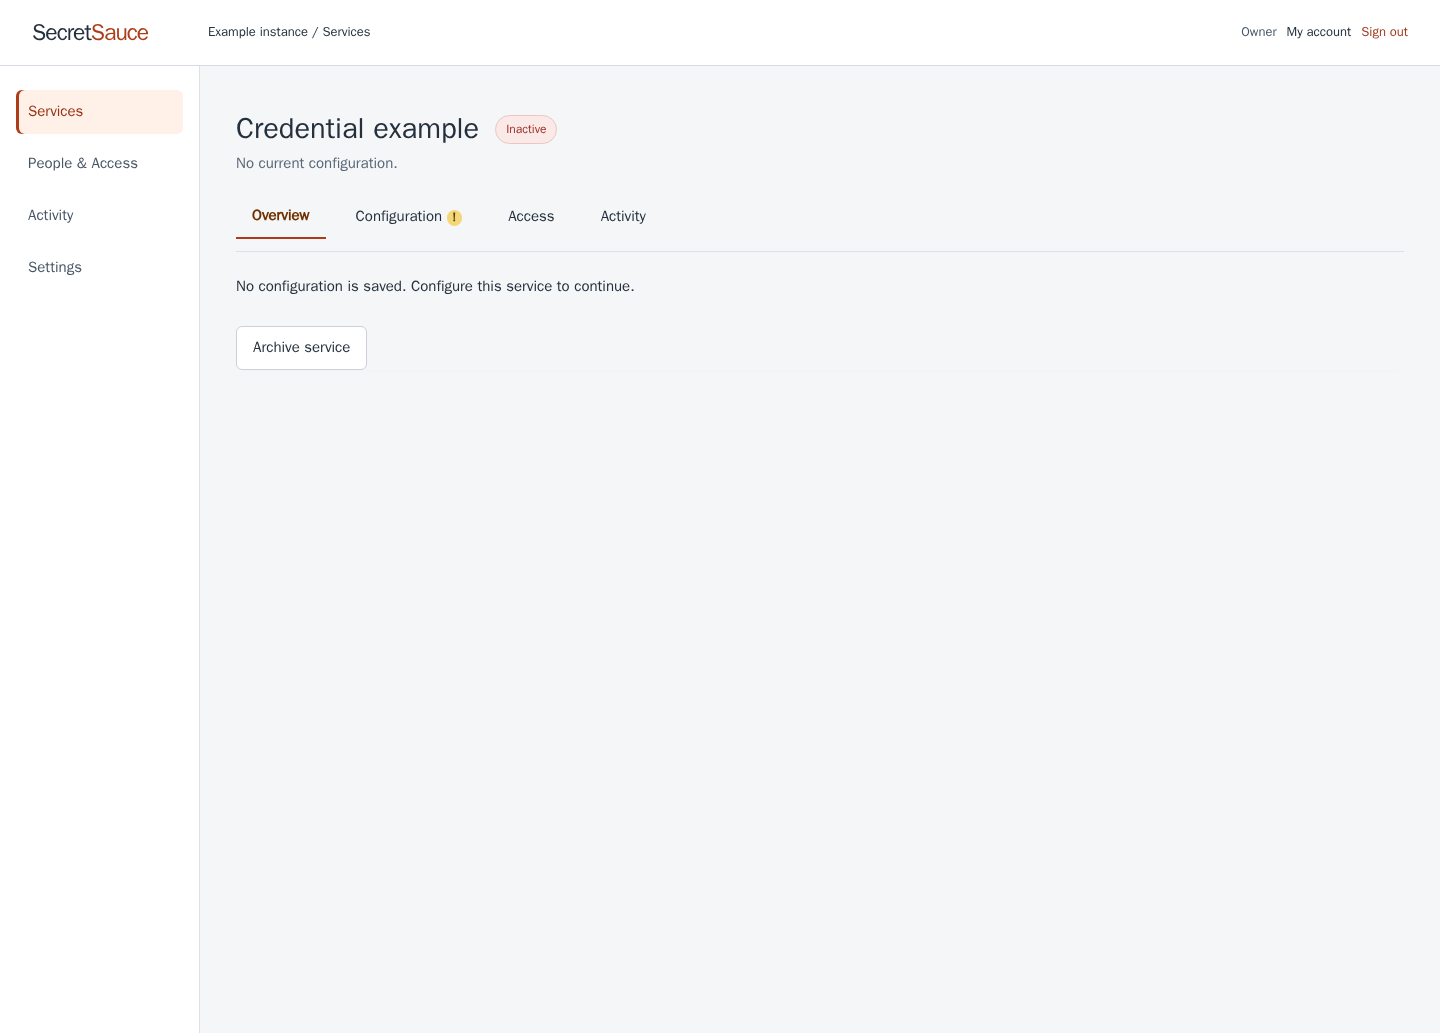 SecretSauce
Example instance / Services
Owner My account Sign out
Services
People & Access
Activity
Settings
Credential example Inactive
No current configuration.
Overview Configuration ! Access Activity
No configuration is saved. Configure this service to continue.
Archive service